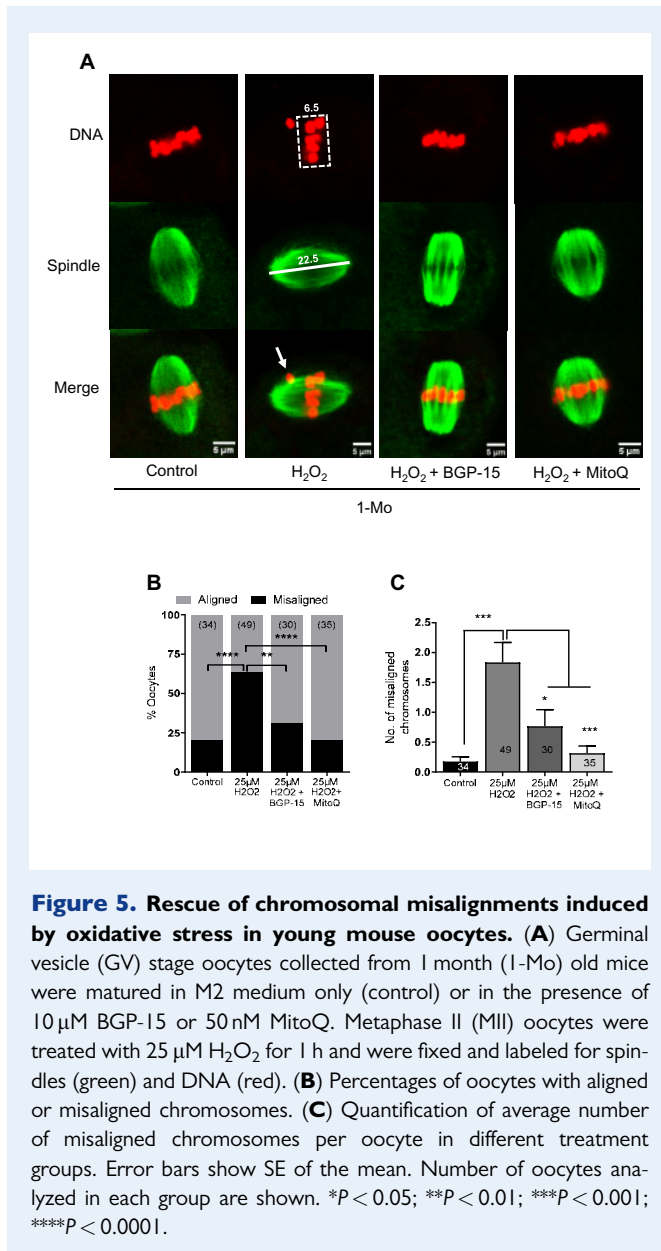 A
DNA
6.5
Spindle
22.5
Merge
5 µm
5 µm
5 µm
5 µm
Control
H₂O₂
H₂O₂ + BGP-15
H₂O₂ + MitoQ
1-Mo
B
Aligned
Misaligned
% Oocytes
100
75
50
25
0
(34)
(49)
(30)
(35)
****
****
**
Control
25µM
H2O2
25µM
H2O2 +
BGP-15
25µM
H2O2+
MitoQ
C
No. of misaligned
chromosomes
2.5
2.0
1.5
1.0
0.5
0.0
***
*
***
34
49
30
35
Control
25µM
H2O2
25µM
H2O2 +
BGP-15
25µM
H2O2 +
MitoQ
Figure 5. Rescue of chromosomal misalignments induced
by oxidative stress in young mouse oocytes. (A) Germinal
vesicle (GV) stage oocytes collected from 1 month (1-Mo) old mice
were matured in M2 medium only (control) or in the presence of
10 µM BGP-15 or 50 nM MitoQ. Metaphase II (MII) oocytes were
treated with 25 µM H₂O₂ for 1 h and were fixed and labeled for spin-
dles (green) and DNA (red). (B) Percentages of oocytes with aligned
or misaligned chromosomes. (C) Quantification of average number
of misaligned chromosomes per oocyte in different treatment
groups. Error bars show SE of the mean. Number of oocytes ana-
lyzed in each group are shown. *P < 0.05; **P < 0.01; ***P < 0.001;
****P < 0.0001.